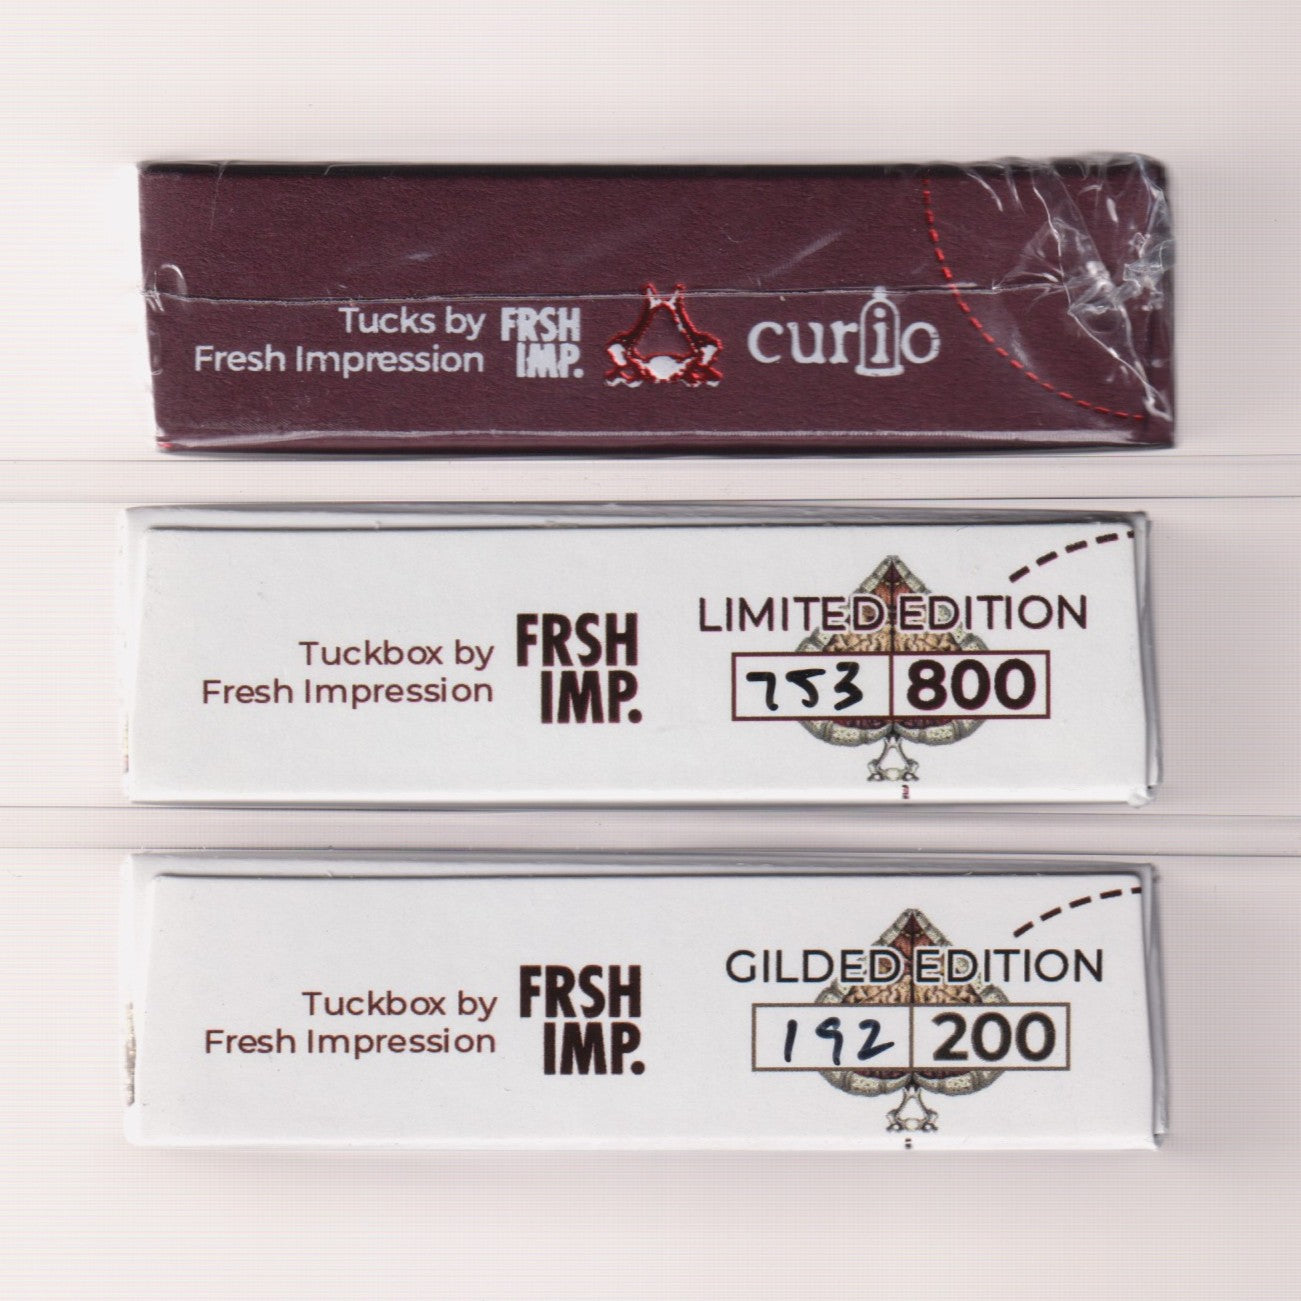 Tucks by
Fresh Impression
FRSH
IMP.
curio
Tuckbox by
Fresh Impression
FRSH
IMP.
LIMITED EDITION
753 800
Tuckbox by
Fresh Impression
FRSH
IMP.
GILDED EDITION
192 200